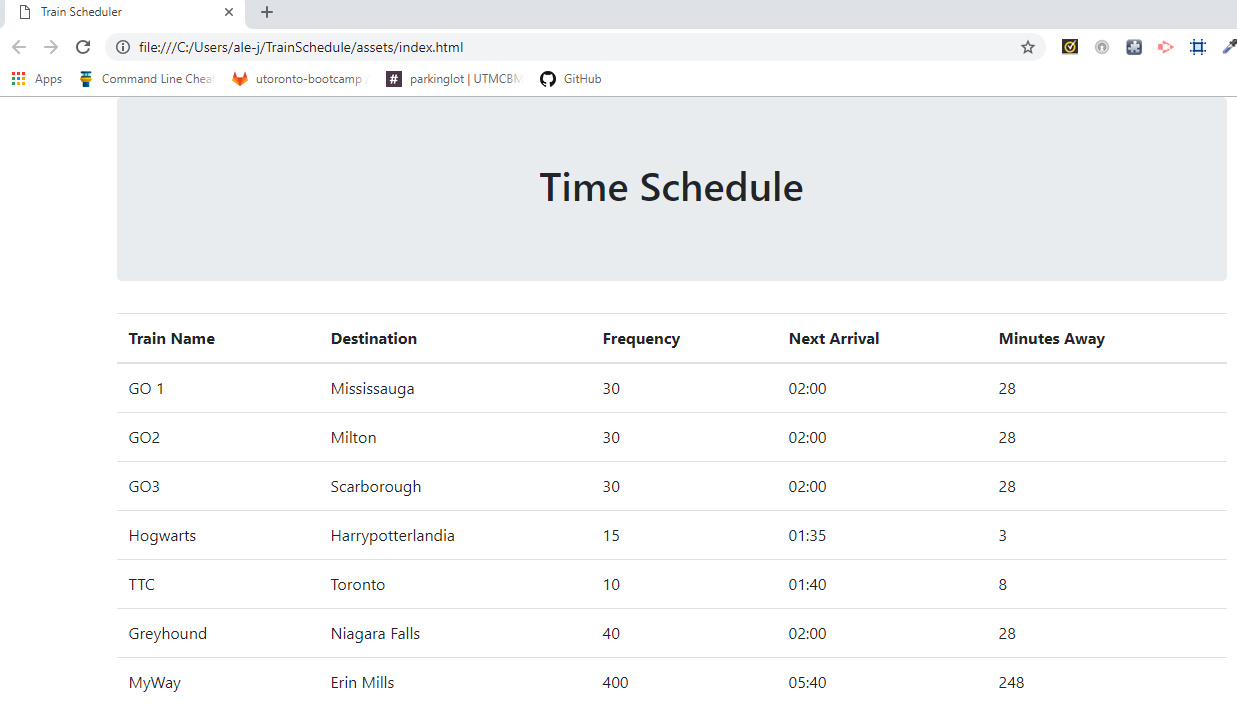 Train Scheduler
file:///C:/Users/ale-j/TrainSchedule/assets/index.html
Apps Command Line Chea utoronto-bootcamp / # parkinglot | UTMCBM GitHub
Time Schedule
Train Name Destination Frequency Next Arrival Minutes Away
GO 1 Mississauga 30 02:00 28
GO2 Milton 30 02:00 28
GO3 Scarborough 30 02:00 28
Hogwarts Harrypotterlandia 15 01:35 3
TTC Toronto 10 01:40 8
Greyhound Niagara Falls 40 02:00 28
MyWay Erin Mills 400 05:40 248